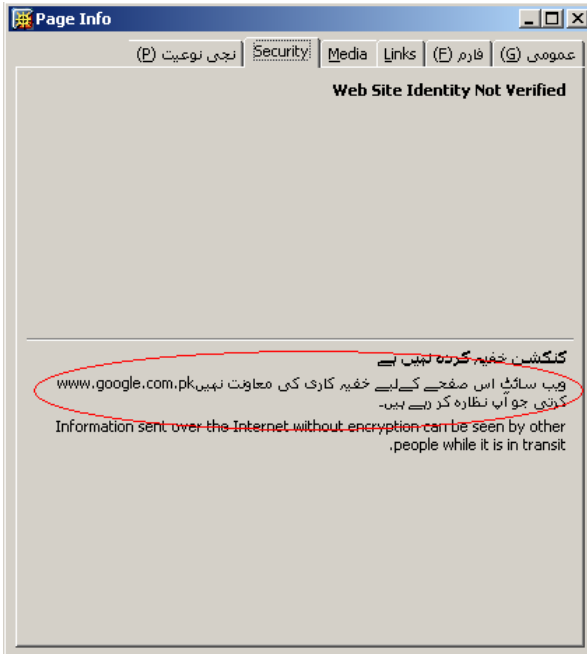 Page Info
عمومی (G)
فارم (F)
Links
Media
Security
نجی نوعیت (P)
Web Site Identity Not Verified
کنکشن خفیہ کردہ نہیں ہے
ویب سائٹ اس صفحے کےلیے خفیہ کاری کی معاونت نہیںwww.google.com.pk
کرتی جو آپ نظارہ کر رہے ہیں۔
Information sent over the Internet without encryption can be seen by other
.people while it is in transit